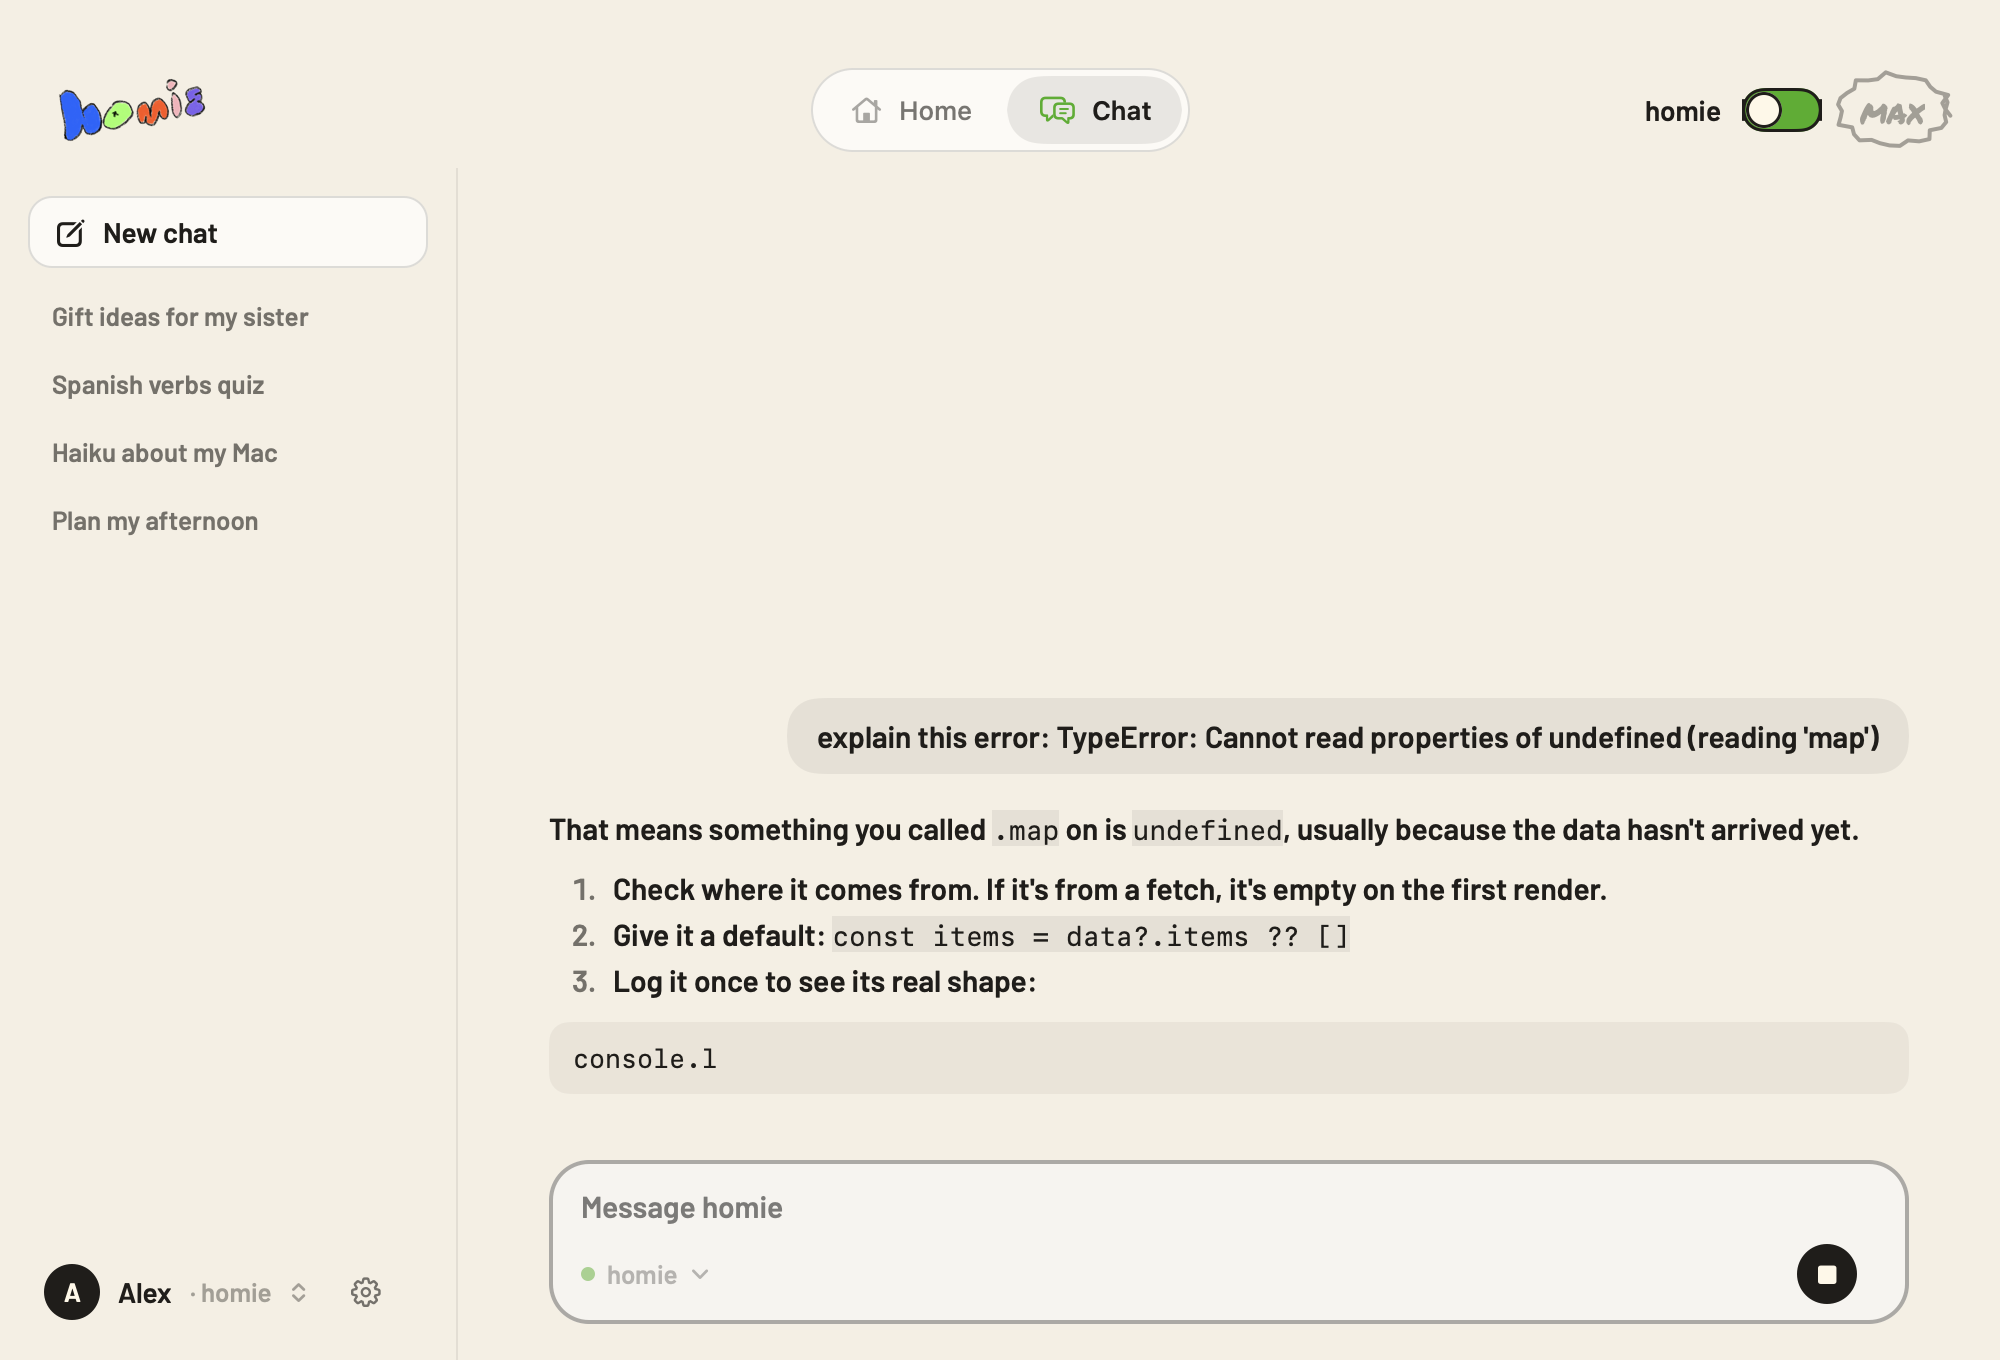 homie
Home
Chat
homie
MAX
New chat
Gift ideas for my sister
Spanish verbs quiz
Haiku about my Mac
Plan my afternoon
explain this error: TypeError: Cannot read properties of undefined (reading 'map')
That means something you called .map on is undefined, usually because the data hasn't arrived yet.
1. Check where it comes from. If it's from a fetch, it's empty on the first render.
2. Give it a default: const items = data?.items ?? []
3. Log it once to see its real shape:
console.l
Message homie
homie
A
Alex · homie